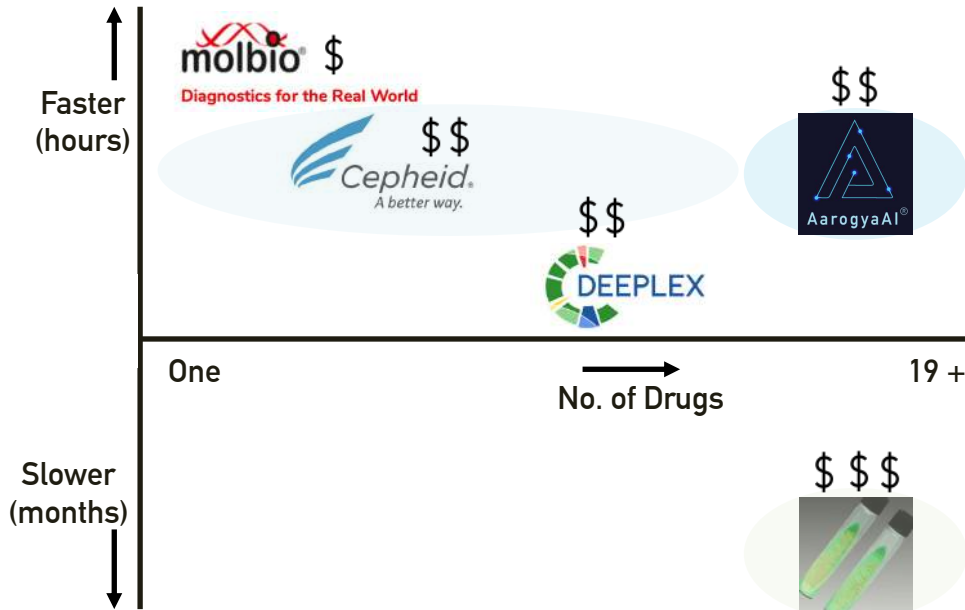 molbio® $
Diagnostics for the Real World
Faster
(hours)
$$
Cepheid®
A better way.
$$
AarogyaAI®
$$
DEEPLEX
One
19 +
No. of Drugs
Slower
(months)
$ $ $